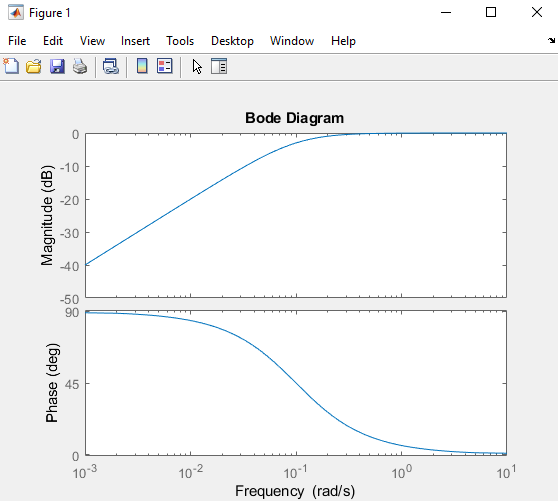 Figure 1
File Edit View Insert Tools Desktop Window Help
Bode Diagram
Magnitude (dB)
0
-10
-20
-30
-40
-50
Phase (deg)
90
45
0
10^-3 10^-2 10^-1 10^0 10^1
Frequency (rad/s)